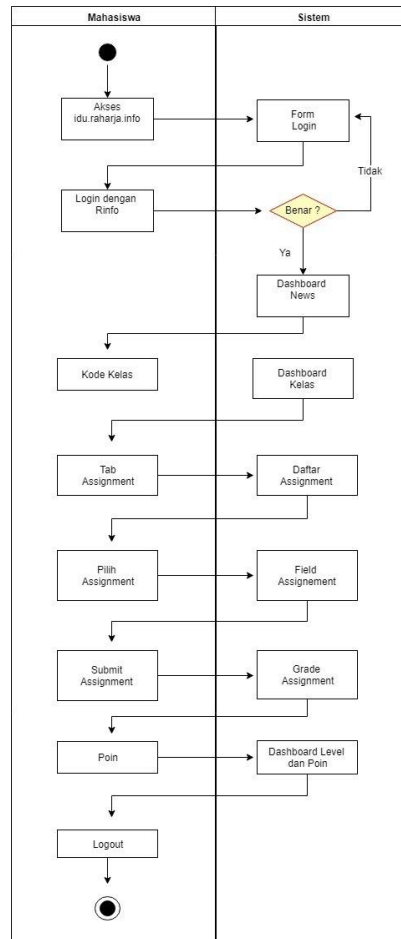 Mahasiswa
Sistem
Akses
idu.raharja.info
Form
Login
Tidak
Login dengan
Rinfo
Benar ?
Ya
Dashboard
News
Kode Kelas
Dashboard
Kelas
Tab
Assignment
Daftar
Assignment
Pilih
Assignment
Field
Assignement
Submit
Assignment
Grade
Assignment
Poin
Dashboard Level
dan Poin
Logout